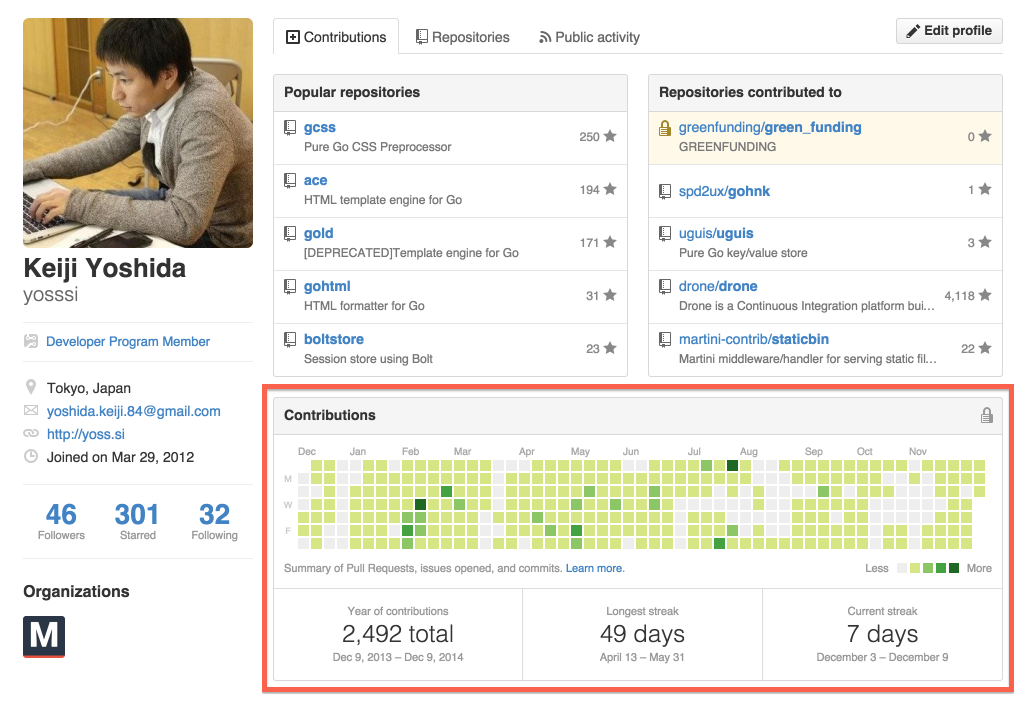 Contributions
Repositories
Public activity
Edit profile
Keiji Yoshida
yosssi
Developer Program Member
Tokyo, Japan
yoshida.keiji.84@gmail.com
http://yoss.si
Joined on Mar 29, 2012
46 301 32
Followers Starred Following
Organizations
M
Popular repositories
gcss
Pure Go CSS Preprocessor
250
ace
HTML template engine for Go
194
gold
[DEPRECATED]Template engine for Go
171
gohtml
HTML formatter for Go
31
boltstore
Session store using Bolt
23
Repositories contributed to
greenfunding/green_funding
GREENFUNDING
0
spd2ux/gohnk
1
uguis/uguis
Pure Go key/value store
3
drone/drone
Drone is a Continuous Integration platform bui...
4,118
martini-contrib/staticbin
Martini middleware/handler for serving static fil...
22
Contributions
Dec Jan Feb Mar Apr May Jun Jul Aug Sep Oct Nov
M
W
F
Summary of Pull Requests, issues opened, and commits. Learn more.
Less More
Year of contributions
2,492 total
Dec 9, 2013 – Dec 9, 2014
Longest streak
49 days
April 13 – May 31
Current streak
7 days
December 3 – December 9